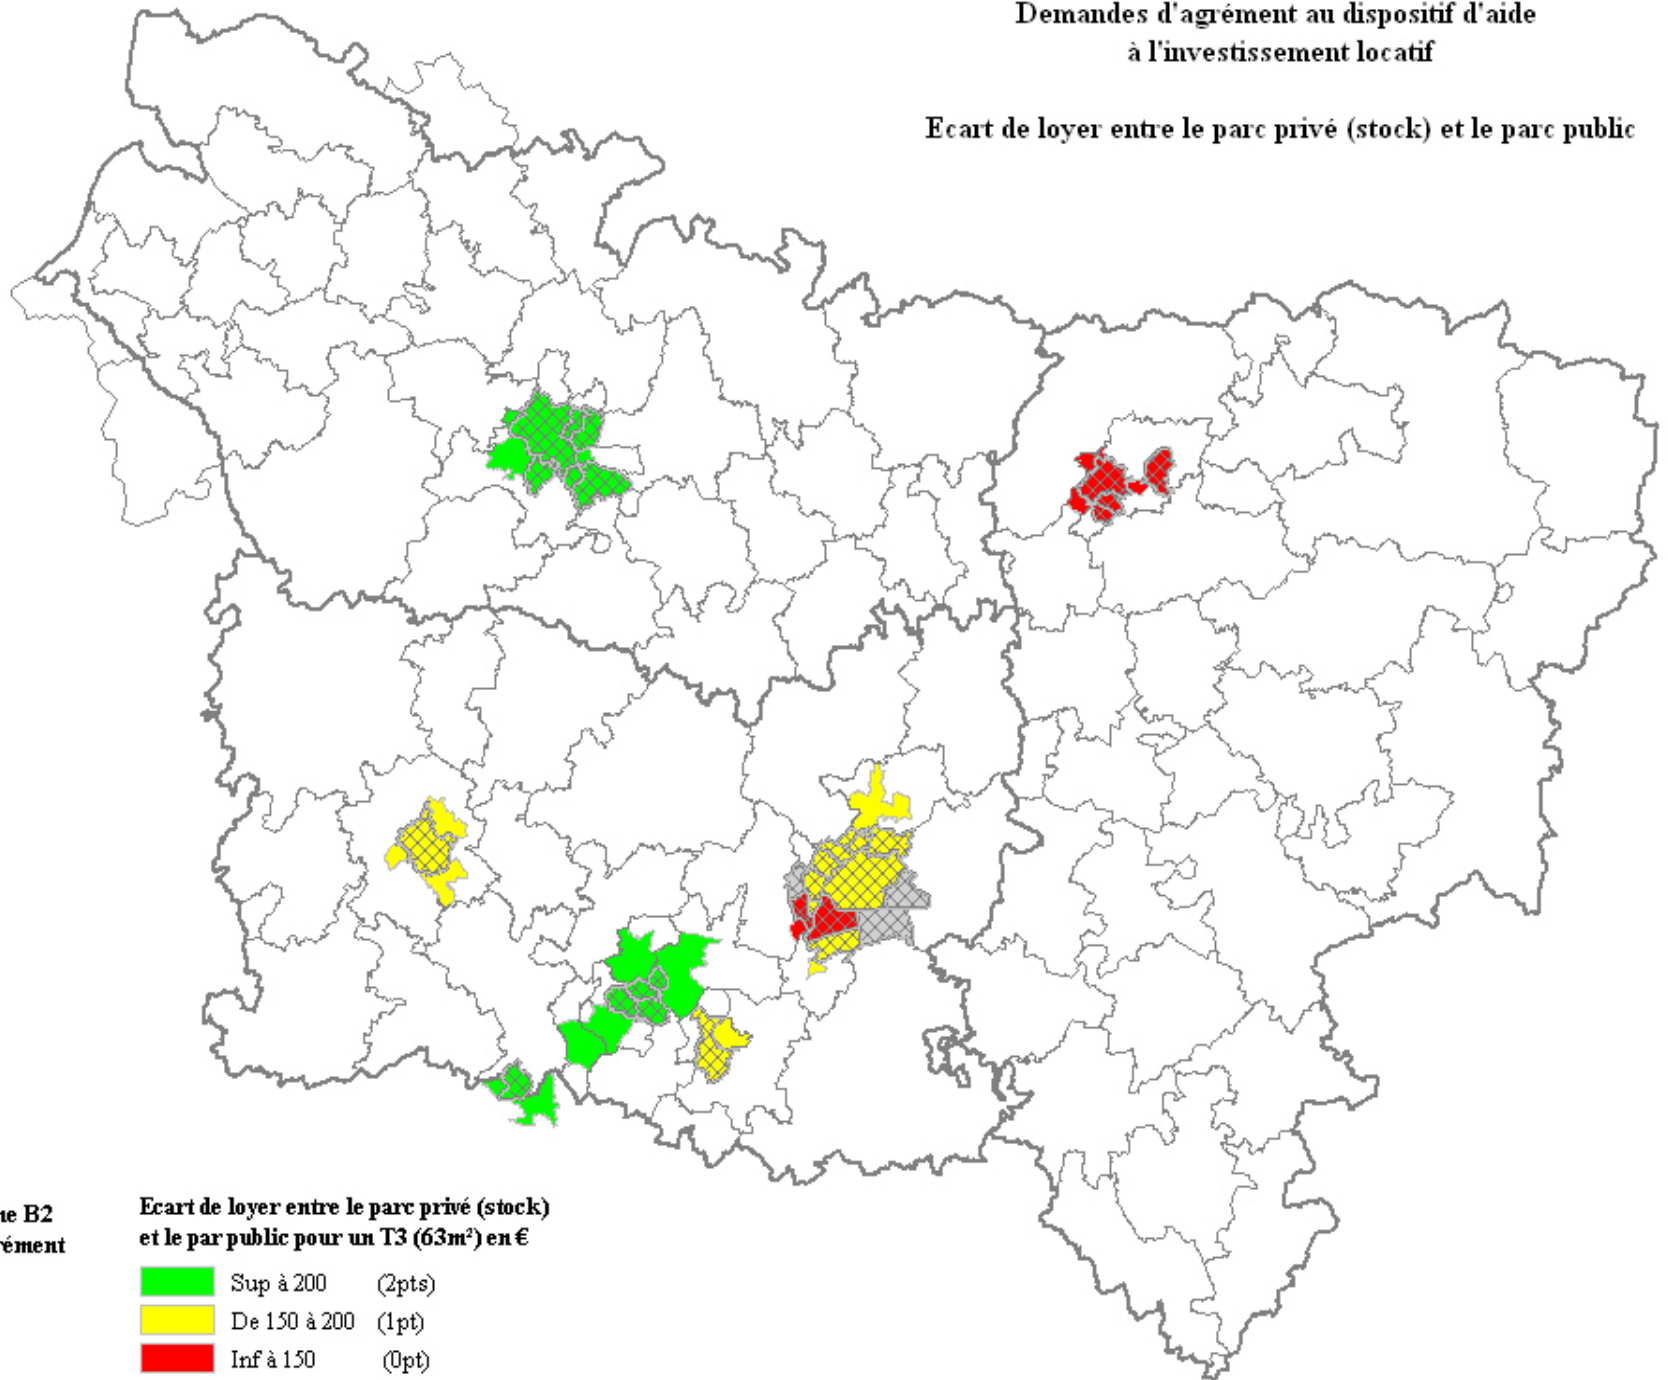 Demandes d'agrément au dispositif d'aide
à l'investissement locatif
Ecart de loyer entre le parc privé (stock) et le parc public
B2
Ecart de loyer entre le parc privé (stock)
et le par public pour un T3 (63m²) en €
Sup à 200 (2pts)
De 150 à 200 (1pt)
Inf à 150 (0pt)